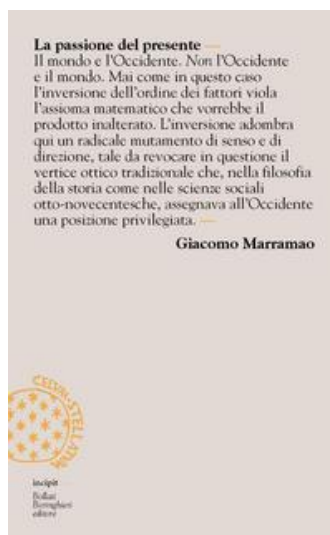 La passione del presente —
Il mondo e l'Occidente. Non l'Occidente
e il mondo. Mai come in questo caso
l'inversione dell'ordine dei fattori viola
l'assioma matematico che vorrebbe il
prodotto inalterato. L'inversione adombra
qui un radicale mutamento di senso e di
direzione, tale da revocare in questione il
vertice ottico tradizionale che, nella filosofia
della storia come nelle scienze sociali
otto-novecentesche, assegnava all'Occidente
una posizione privilegiata. —
Giacomo Marramao
incipit
Bollati
Boringhieri
editore